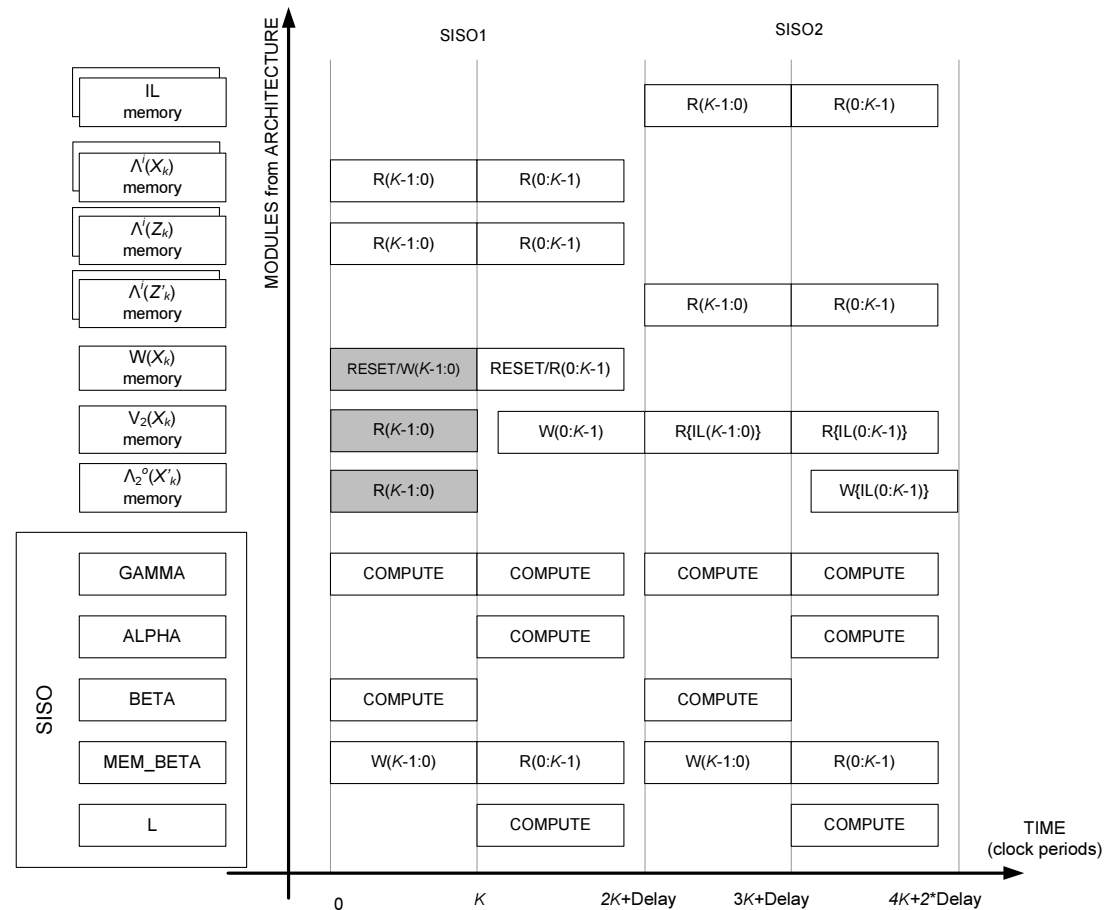 SISO1
SISO2
MODULES from ARCHITECTURE
IL
memory
R(K-1:0)
R(0:K-1)
Λⁱ(Xₖ)
memory
R(K-1:0)
R(0:K-1)
Λⁱ(Zₖ)
memory
R(K-1:0)
R(0:K-1)
Λⁱ(Z'ₖ)
memory
R(K-1:0)
R(0:K-1)
W(Xₖ)
memory
RESET/W(K-1:0)
RESET/R(0:K-1)
V₂(Xₖ)
memory
R(K-1:0)
W(0:K-1)
R{IL(K-1:0)}
R{IL(0:K-1)}
Λ₂ᵒ(X'ₖ)
memory
R(K-1:0)
W{IL(0:K-1)}
SISO
GAMMA
COMPUTE
COMPUTE
COMPUTE
COMPUTE
ALPHA
COMPUTE
COMPUTE
BETA
COMPUTE
COMPUTE
MEM_BETA
W(K-1:0)
R(0:K-1)
W(K-1:0)
R(0:K-1)
L
COMPUTE
COMPUTE
TIME
(clock periods)
0
K
2K+Delay
3K+Delay
4K+2*Delay